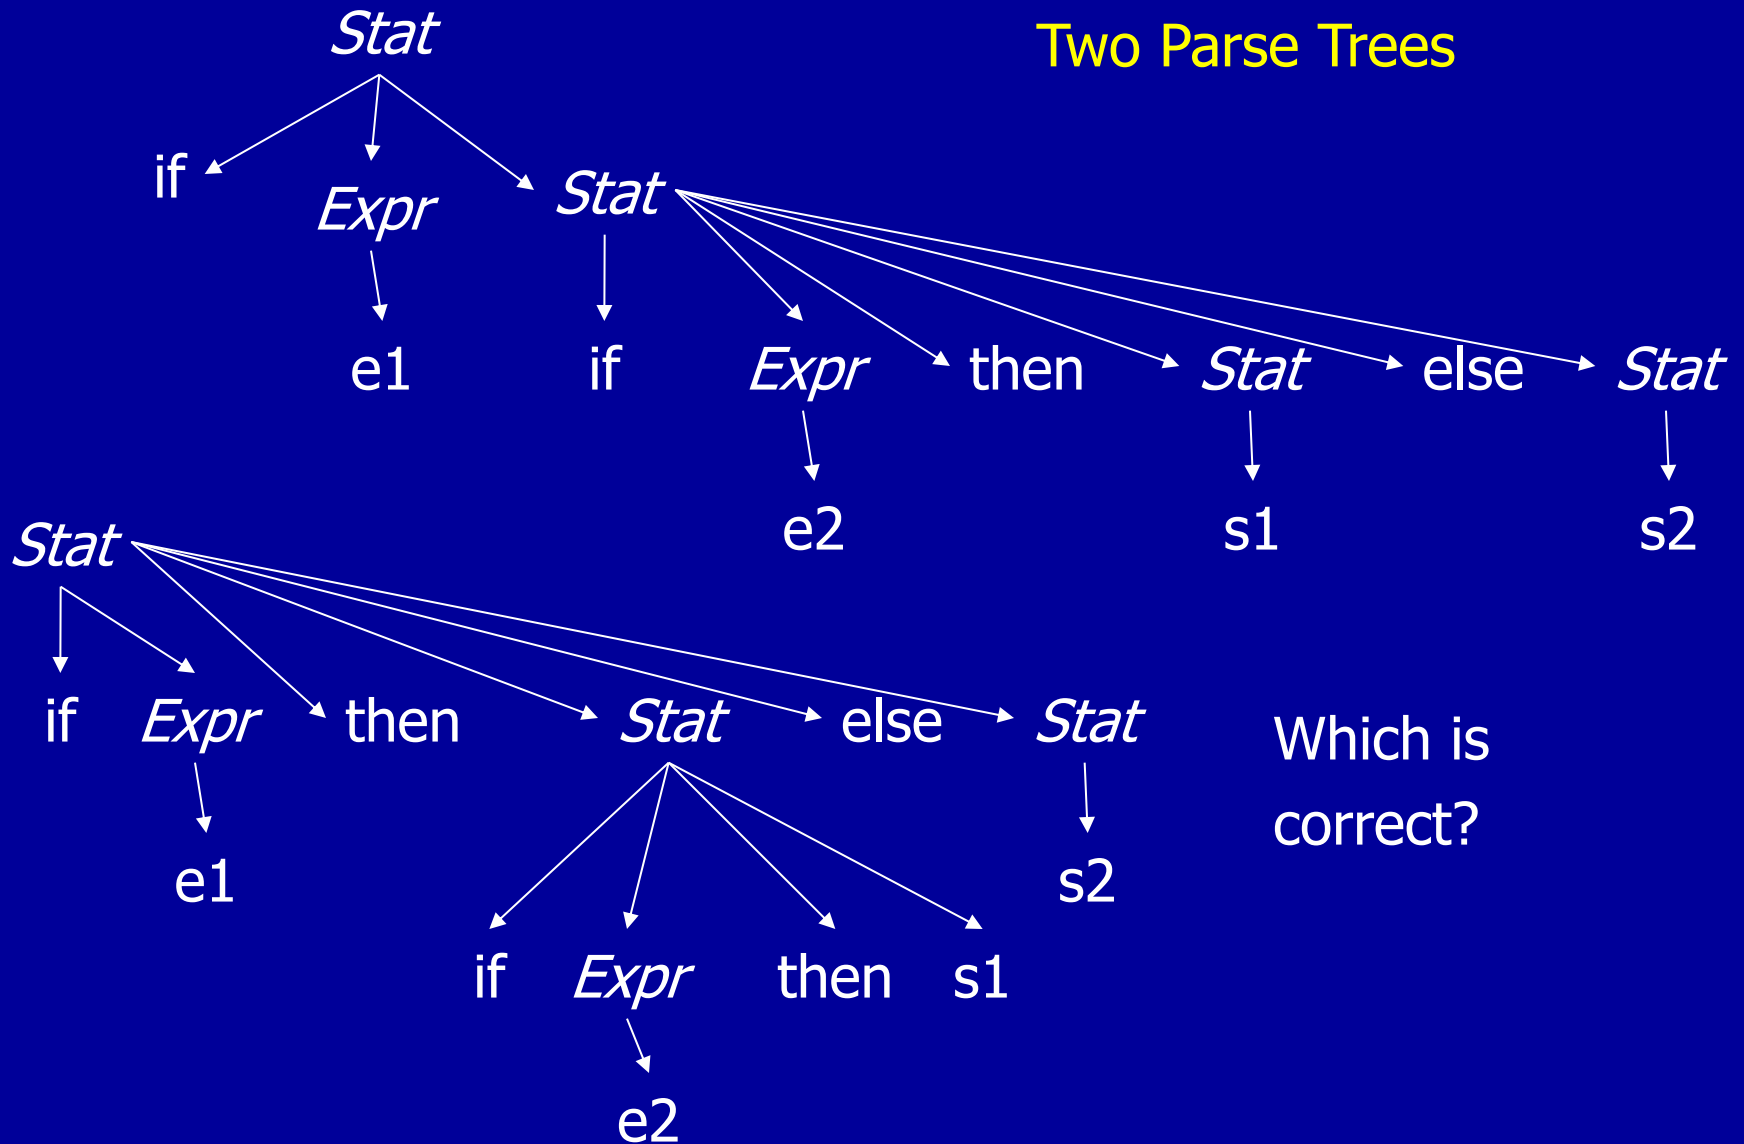 Two Parse Trees
Stat
if Expr Stat
e1 if Expr then Stat else Stat
e2 s1 s2
Stat
if Expr then Stat else Stat
e1 s2
if Expr then s1
e2
Which is
correct?